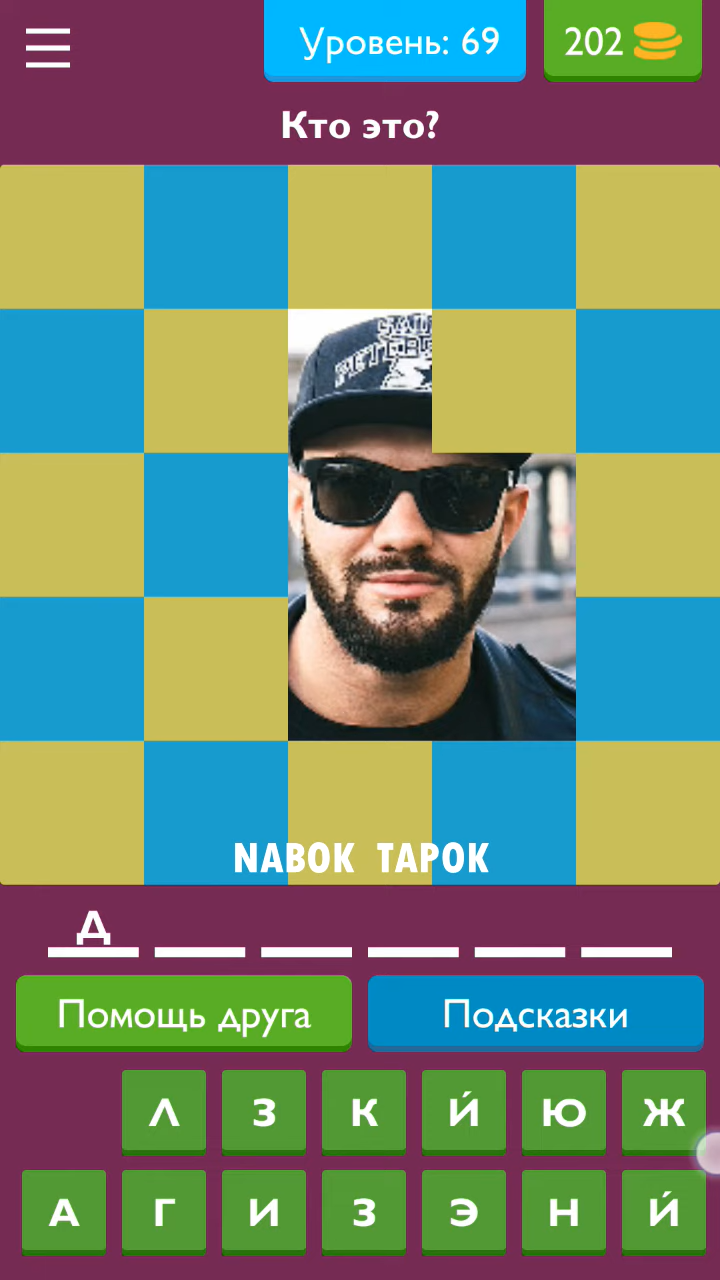 Уровень: 69
202
Кто это?
NABOK TAPOK
Д
Помощь друга
Подсказки
Л З К Й Ю Ж
А Г И З Э Н Й